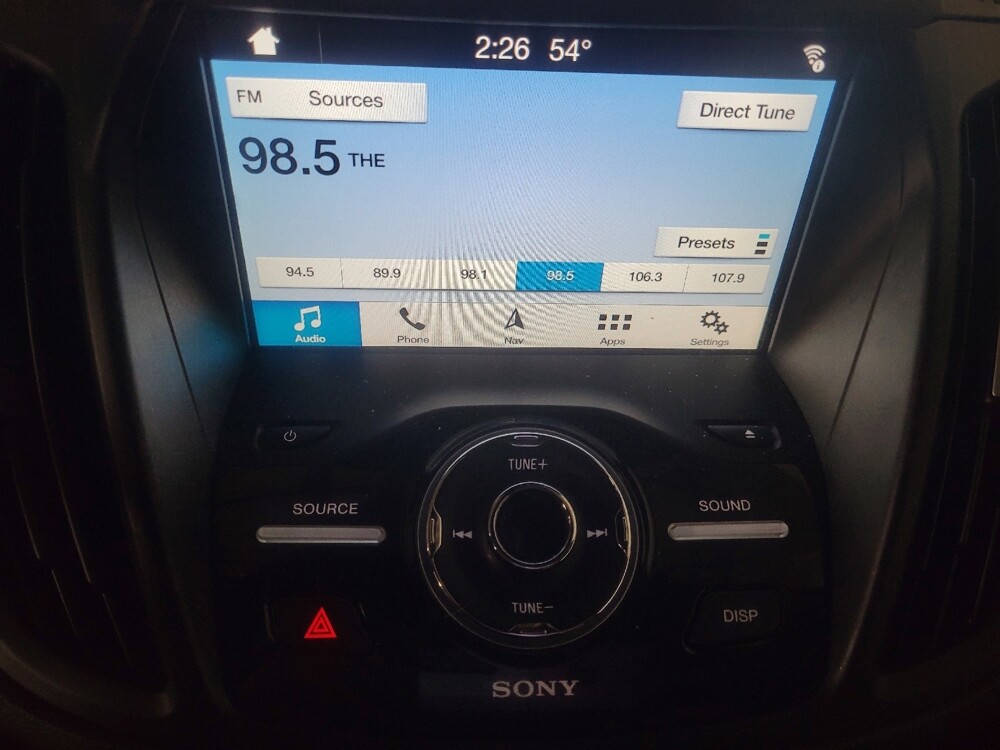 2:26 54°
FM Sources
Direct Tune
98.5 THE
Presets
94.5 89.9 98.1 98.5 106.3 107.9
Audio Phone Nav Apps Settings
TUNE+
SOURCE
SOUND
TUNE-
DISP
SONY